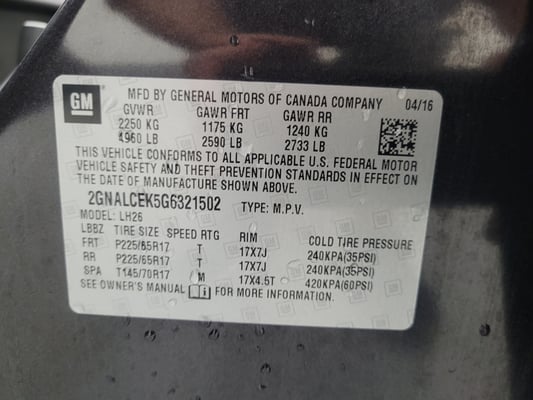 GM
MFD BY GENERAL MOTORS OF CANADA COMPANY 04/16
GVWR GAWR FRT GAWR RR
2250 KG 1175 KG 1240 KG
4960 LB 2590 LB 2733 LB
THIS VEHICLE CONFORMS TO ALL APPLICABLE U.S. FEDERAL MOTOR
VEHICLE SAFETY AND THEFT PREVENTION STANDARDS IN EFFECT ON
THE DATE OF MANUFACTURE SHOWN ABOVE.
2GNALCEK5G6321502 TYPE: M.P.V.
MODEL: LH26
LBBZ TIRE SIZE SPEED RTG RIM COLD TIRE PRESSURE
FRT P225/65R17 T 17X7J 240KPA(35PSI)
RR P225/65R17 T 17X7J 240KPA(35PSI)
SPA T145/70R17 M 17X4.5T 420KPA(60PSI)
SEE OWNER'S MANUAL FOR MORE INFORMATION.